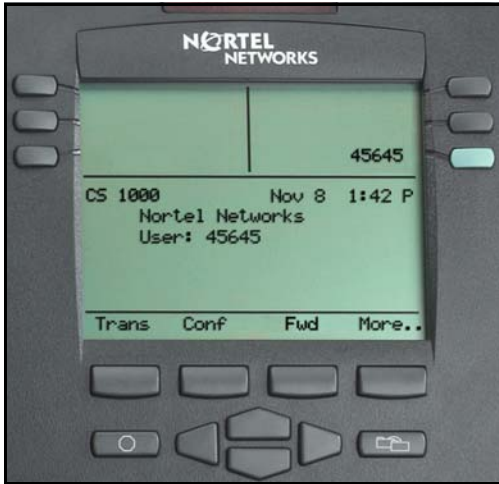 NORTEL
NETWORKS
45645
CS 1000 Nov 8 1:42 P
Nortel Networks
User: 45645
Trans Conf Fwd More..